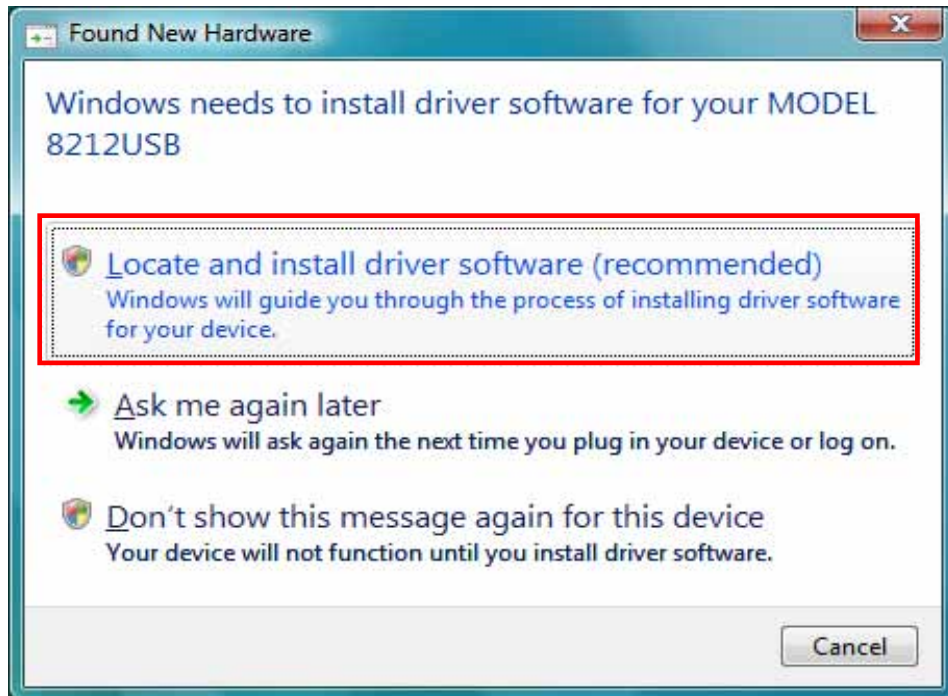 Found New Hardware
Windows needs to install driver software for your MODEL
8212USB
Locate and install driver software (recommended)
Windows will guide you through the process of installing driver software
for your device.
Ask me again later
Windows will ask again the next time you plug in your device or log on.
Don't show this message again for this device
Your device will not function until you install driver software.
Cancel